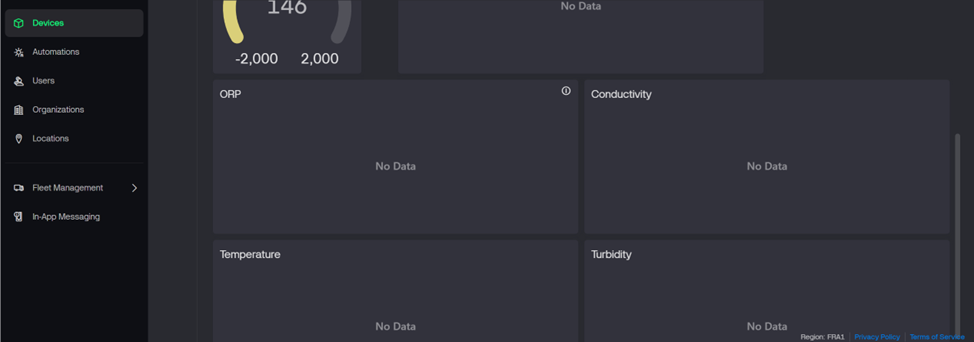 Devices
Automations
Users
Organizations
Locations
Fleet Management
In-App Messaging
146
-2,000 2,000
No Data
ORP
No Data
Conductivity
No Data
Temperature
No Data
Turbidity
No Data
Region: FRA1 Privacy Policy Terms of Service